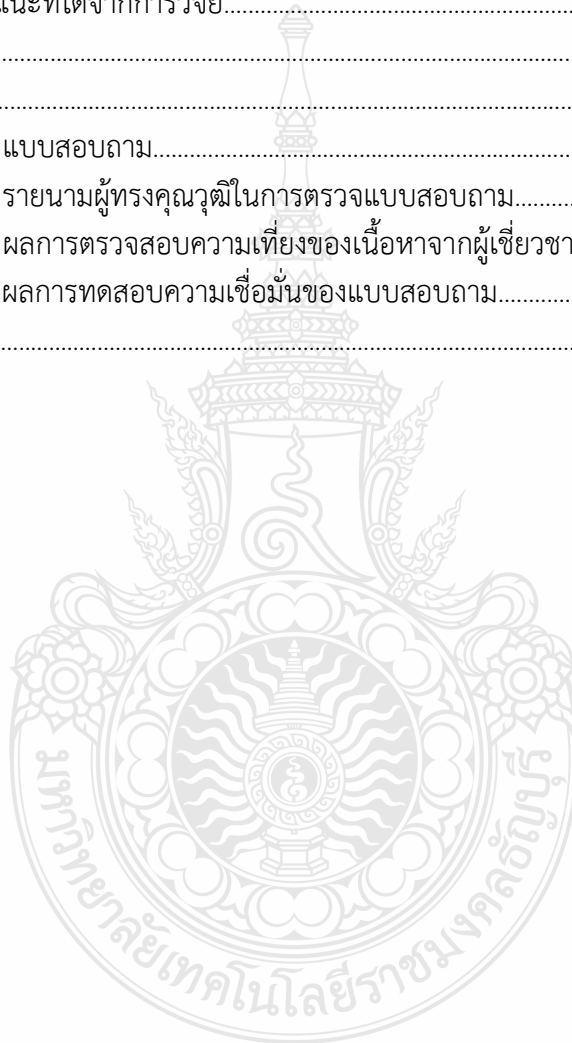 แนะที่ได้จากการวิจัย................................................
................................................................................
................................................................................
แบบสอบถาม................................................................
รายนามผู้ทรงคุณวุฒิในการตรวจแบบสอบถาม..........
ผลการตรวจสอบความเที่ยงของเนื้อหาจากผู้เชี่ยวชา
ผลการทดสอบความเชื่อมั่นของแบบสอบถาม.............
................................................................................
มหาวิทยาลัยเทคโนโลยีราชมงคลธัญบุรี